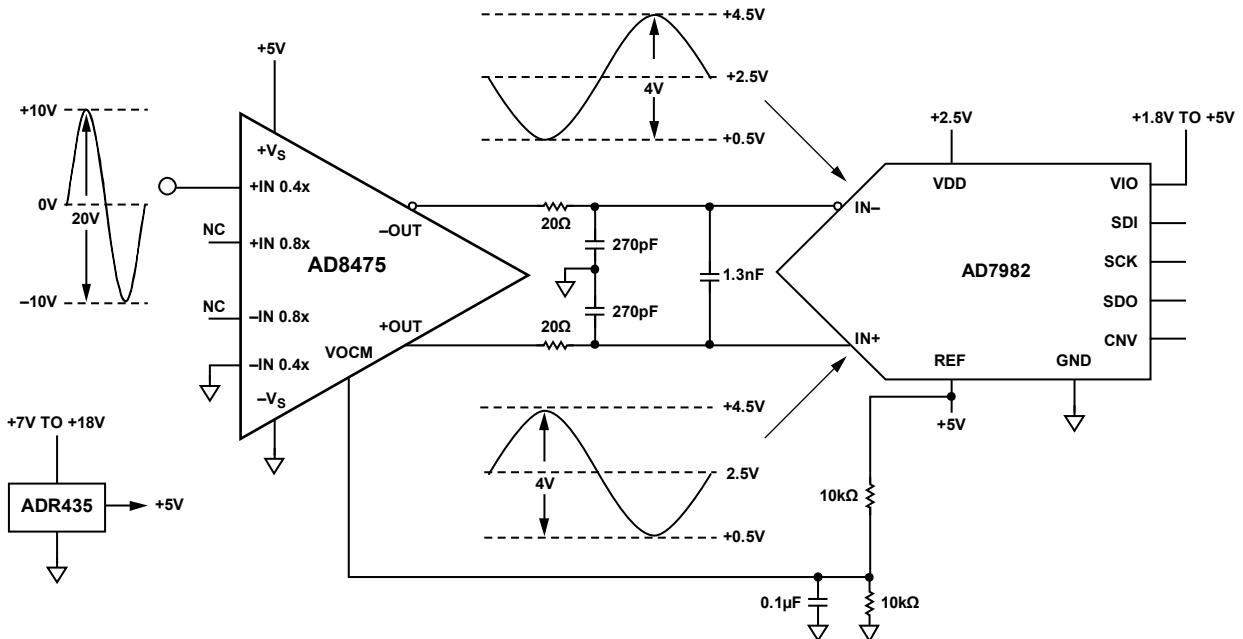 +4.5V
+5V
+2.5V
4V
+0.5V
+10V
0V
20V
–10V
+2.5V
+1.8V TO +5V
+VS
+IN 0.4x
NC
+IN 0.8x
AD8475
NC
–IN 0.8x
–IN 0.4x
–VS
–OUT
+OUT
VOCM
20Ω
270pF
270pF
20Ω
1.3nF
IN–
IN+
VDD
AD7982
REF
GND
VIO
SDI
SCK
SDO
CNV
+5V
+4.5V
2.5V
4V
+0.5V
+7V TO +18V
ADR435
+5V
10kΩ
0.1µF
10kΩ